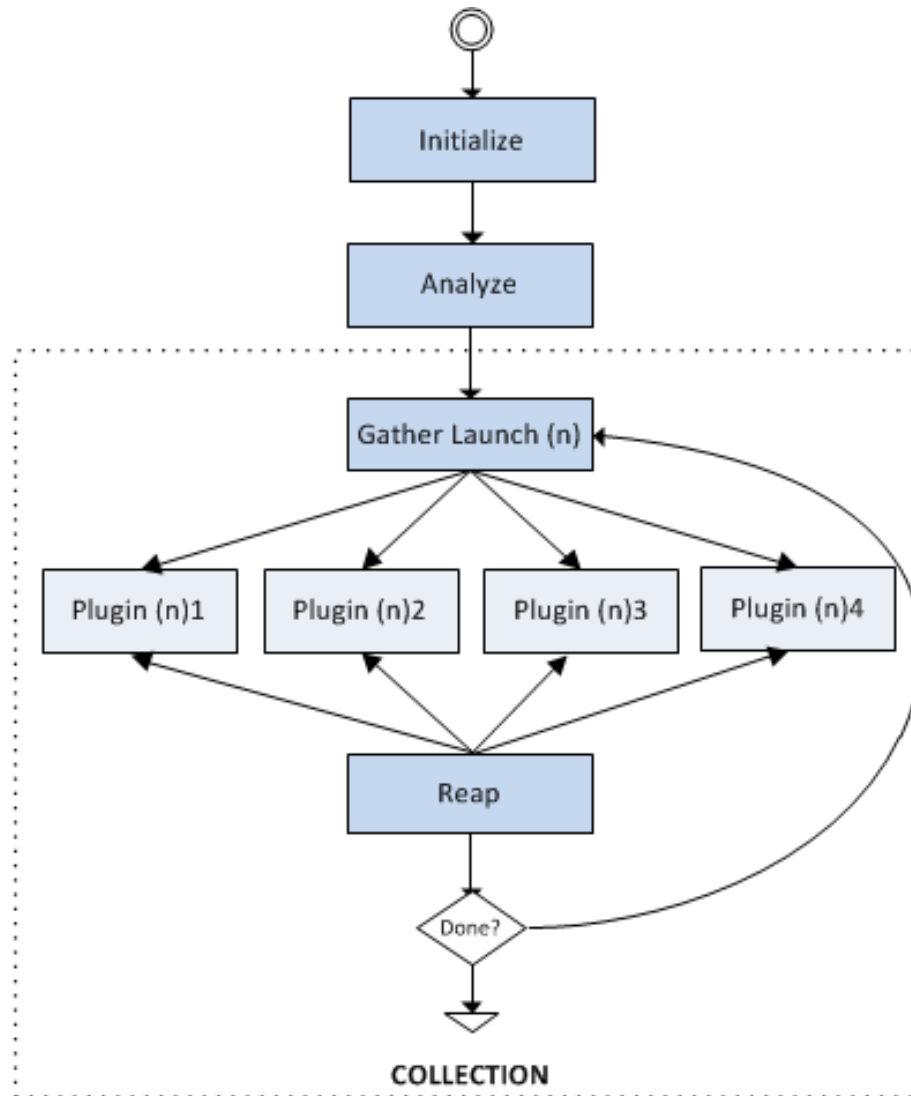 Initialize
Analyze
Gather Launch (n)
Plugin (n)1
Plugin (n)2
Plugin (n)3
Plugin (n)4
Reap
Done?
COLLECTION